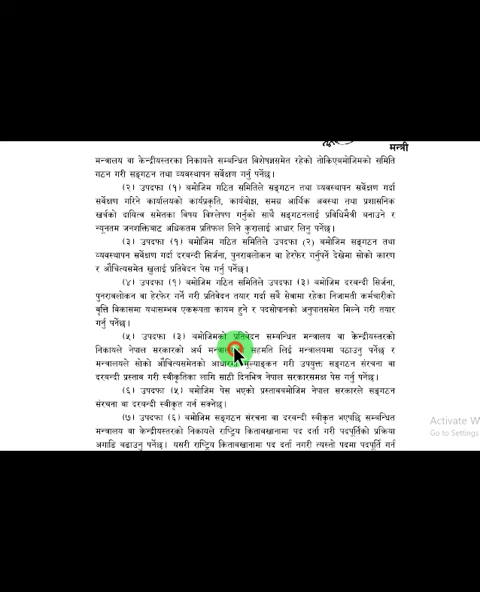 मन्त्री
मन्त्रालय वा केन्द्रीयस्तरका निकायले सम्बन्धित विशेषज्ञसमेत रहेको तोकिएबमोजिमको समिति
गठन गरी सङ्गठन तथा व्यवस्थापन सर्वेक्षण गर्नु पर्नेछ।
(२) उपदफा (१) बमोजिम गठित समितिले सङ्गठन तथा व्यवस्थापन सर्वेक्षण गर्दा
सर्वेक्षण गरिने कार्यालयको कार्यप्रकृति, कार्यबोझ, समग्र आर्थिक अवस्था तथा प्रशासनिक
खर्चको दायित्व समेतका विषय विश्लेषण गर्नुका साथै सङ्गठनलाई प्रविधिमैत्री बनाउने र
न्यूनतम जनशक्तिबाट अधिकतम प्रतिफल लिने कुरालाई आधार लिनु पर्नेछ।
(३) उपदफा (१) बमोजिम गठित समितिले उपदफा (२) बमोजिम सङ्गठन तथा
व्यवस्थापन सर्वेक्षण गर्दा दरबन्दी सिर्जना, पुनरावलोकन वा हेरफेर गर्नुपर्ने देखेमा सोको कारण
र औचित्यसमेत खुलाई प्रतिवेदन पेस गर्नु पर्नेछ।
(४) उपदफा (१) बमोजिम गठित समितिले उपदफा (३) बमोजिम दरबन्दी सिर्जना,
पुनरावलोकन वा हेरफेर गर्ने गरी प्रतिवेदन तयार गर्दा सबै सेवामा रहेका निजामती कर्मचारीको
वृत्ति विकासमा यथासम्भव एकरूपता कायम हुने र पदसोपानको अनुपातसमेत मिल्ने गरी तयार
गर्नु पर्नेछ।
(५) उपदफा (३) बमोजिमको प्रतिवेदन सम्बन्धित मन्त्रालय वा केन्द्रीयस्तरको
निकायले नेपाल सरकारको अर्थ सहमति लिई मन्त्रालयमा पठाउनु पर्नेछ र
मन्त्रालयले सोको औचित्यसमेतको मूल्याङ्कन गरी उपयुक्त सङ्गठन संरचना वा
दरबन्दी प्रस्ताव गरी स्वीकृतिका लागि साठी दिनभित्र नेपाल सरकारसमक्ष पेस गर्नु पर्नेछ।
(६) उपदफा (५) बमोजिम पेस भएको प्रस्तावबमोजिम नेपाल सरकारले सङ्गठन
संरचना वा दरबन्दी स्वीकृत गर्न सक्नेछ।
(७) उपदफा (६) बमोजिम सङ्गठन संरचना वा दरबन्दी स्वीकृत भएपछि सम्बन्धित
मन्त्रालय वा केन्द्रीयस्तरको निकायले राष्ट्रिय किताबखानामा पद दर्ता गरी पदपूर्तिको प्रक्रिया
अगाडि बढाउनु पर्नेछ। यसरी राष्ट्रिय किताबखानामा पद दर्ता नगरी त्यस्तो पदमा पदपूर्ति गर्न
Activate W
Go to Settings